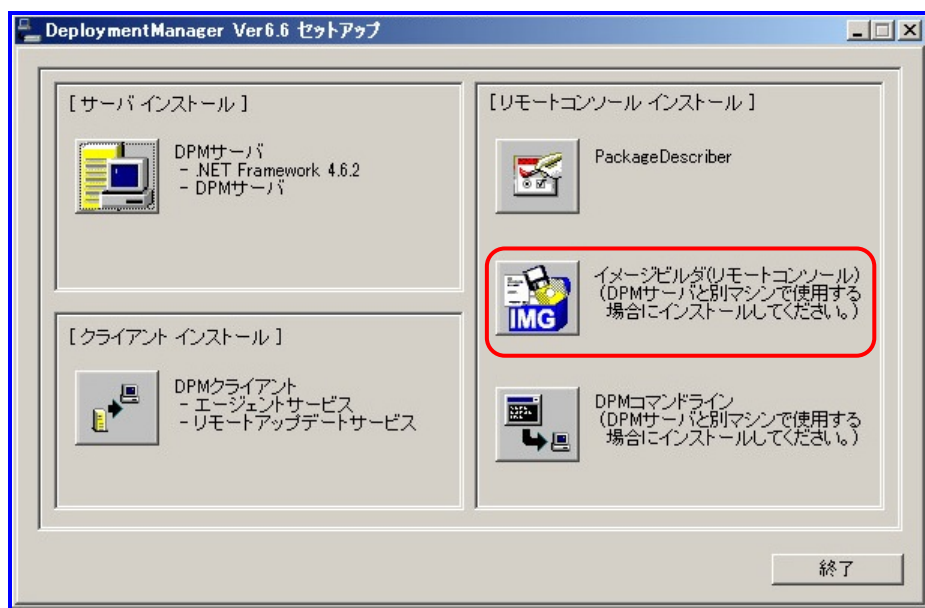 DeploymentManager Ver6.6 セットアップ
[サーバ インストール]
DPMサーバ
- .NET Framework 4.6.2
- DPMサーバ
[クライアント インストール]
DPMクライアント
- エージェントサービス
- リモートアップデートサービス
[リモートコンソール インストール]
PackageDescriber
IMG
イメージビルダ(リモートコンソール)
(DPMサーバと別マシンで使用する
場合にインストールしてください。)
DPMコマンドライン
(DPMサーバと別マシンで使用する
場合にインストールしてください。)
終了